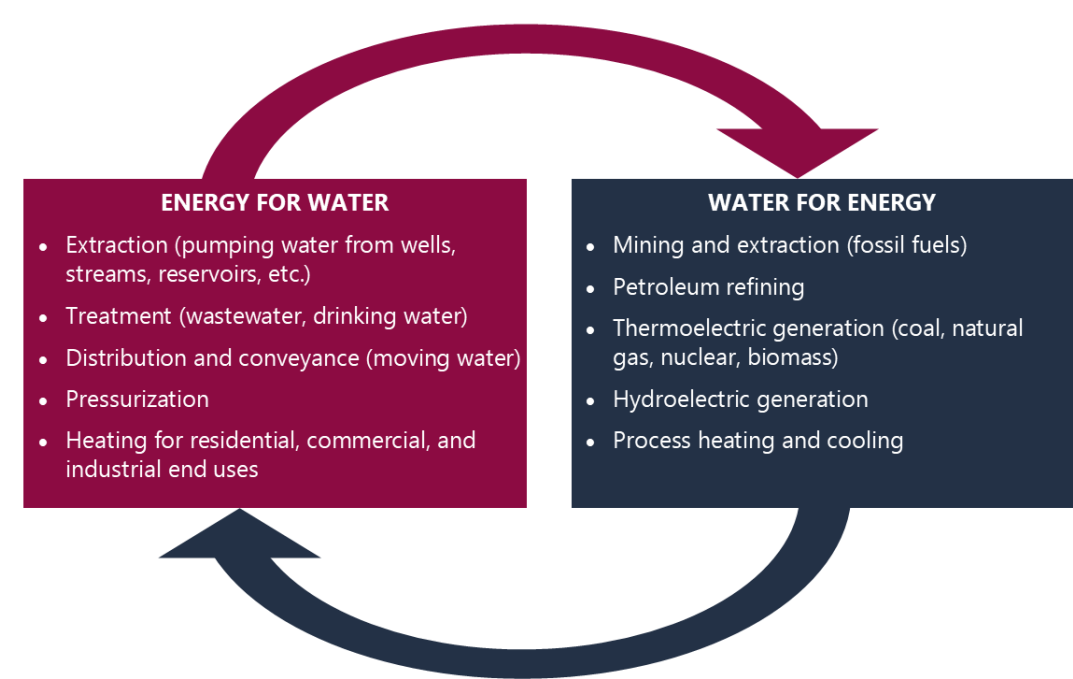 ENERGY FOR WATER
• Extraction (pumping water from wells,
streams, reservoirs, etc.)
• Treatment (wastewater, drinking water)
• Distribution and conveyance (moving water)
• Pressurization
• Heating for residential, commercial, and
industrial end uses
WATER FOR ENERGY
• Mining and extraction (fossil fuels)
• Petroleum refining
• Thermoelectric generation (coal, natural
gas, nuclear, biomass)
• Hydroelectric generation
• Process heating and cooling